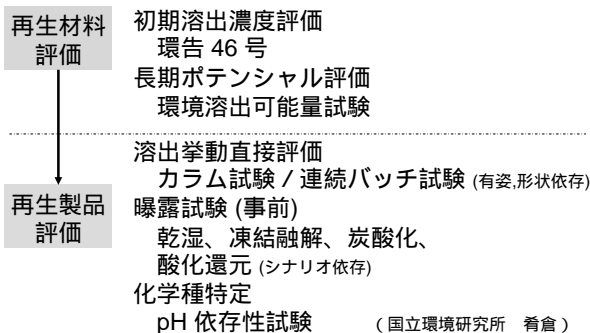 再生材料
評価
初期溶出濃度評価
環告 46 号
長期ポテンシャル評価
環境溶出可能量試験
溶出挙動直接評価
カラム試験 / 連続バッチ試験 (有姿,形状依存)
再生製品
評価
曝露試験 (事前)
乾湿、凍結融解、炭酸化、
酸化還元 (シナリオ依存)
化学種特定
pH 依存性試験 （国立環境研究所 肴倉）